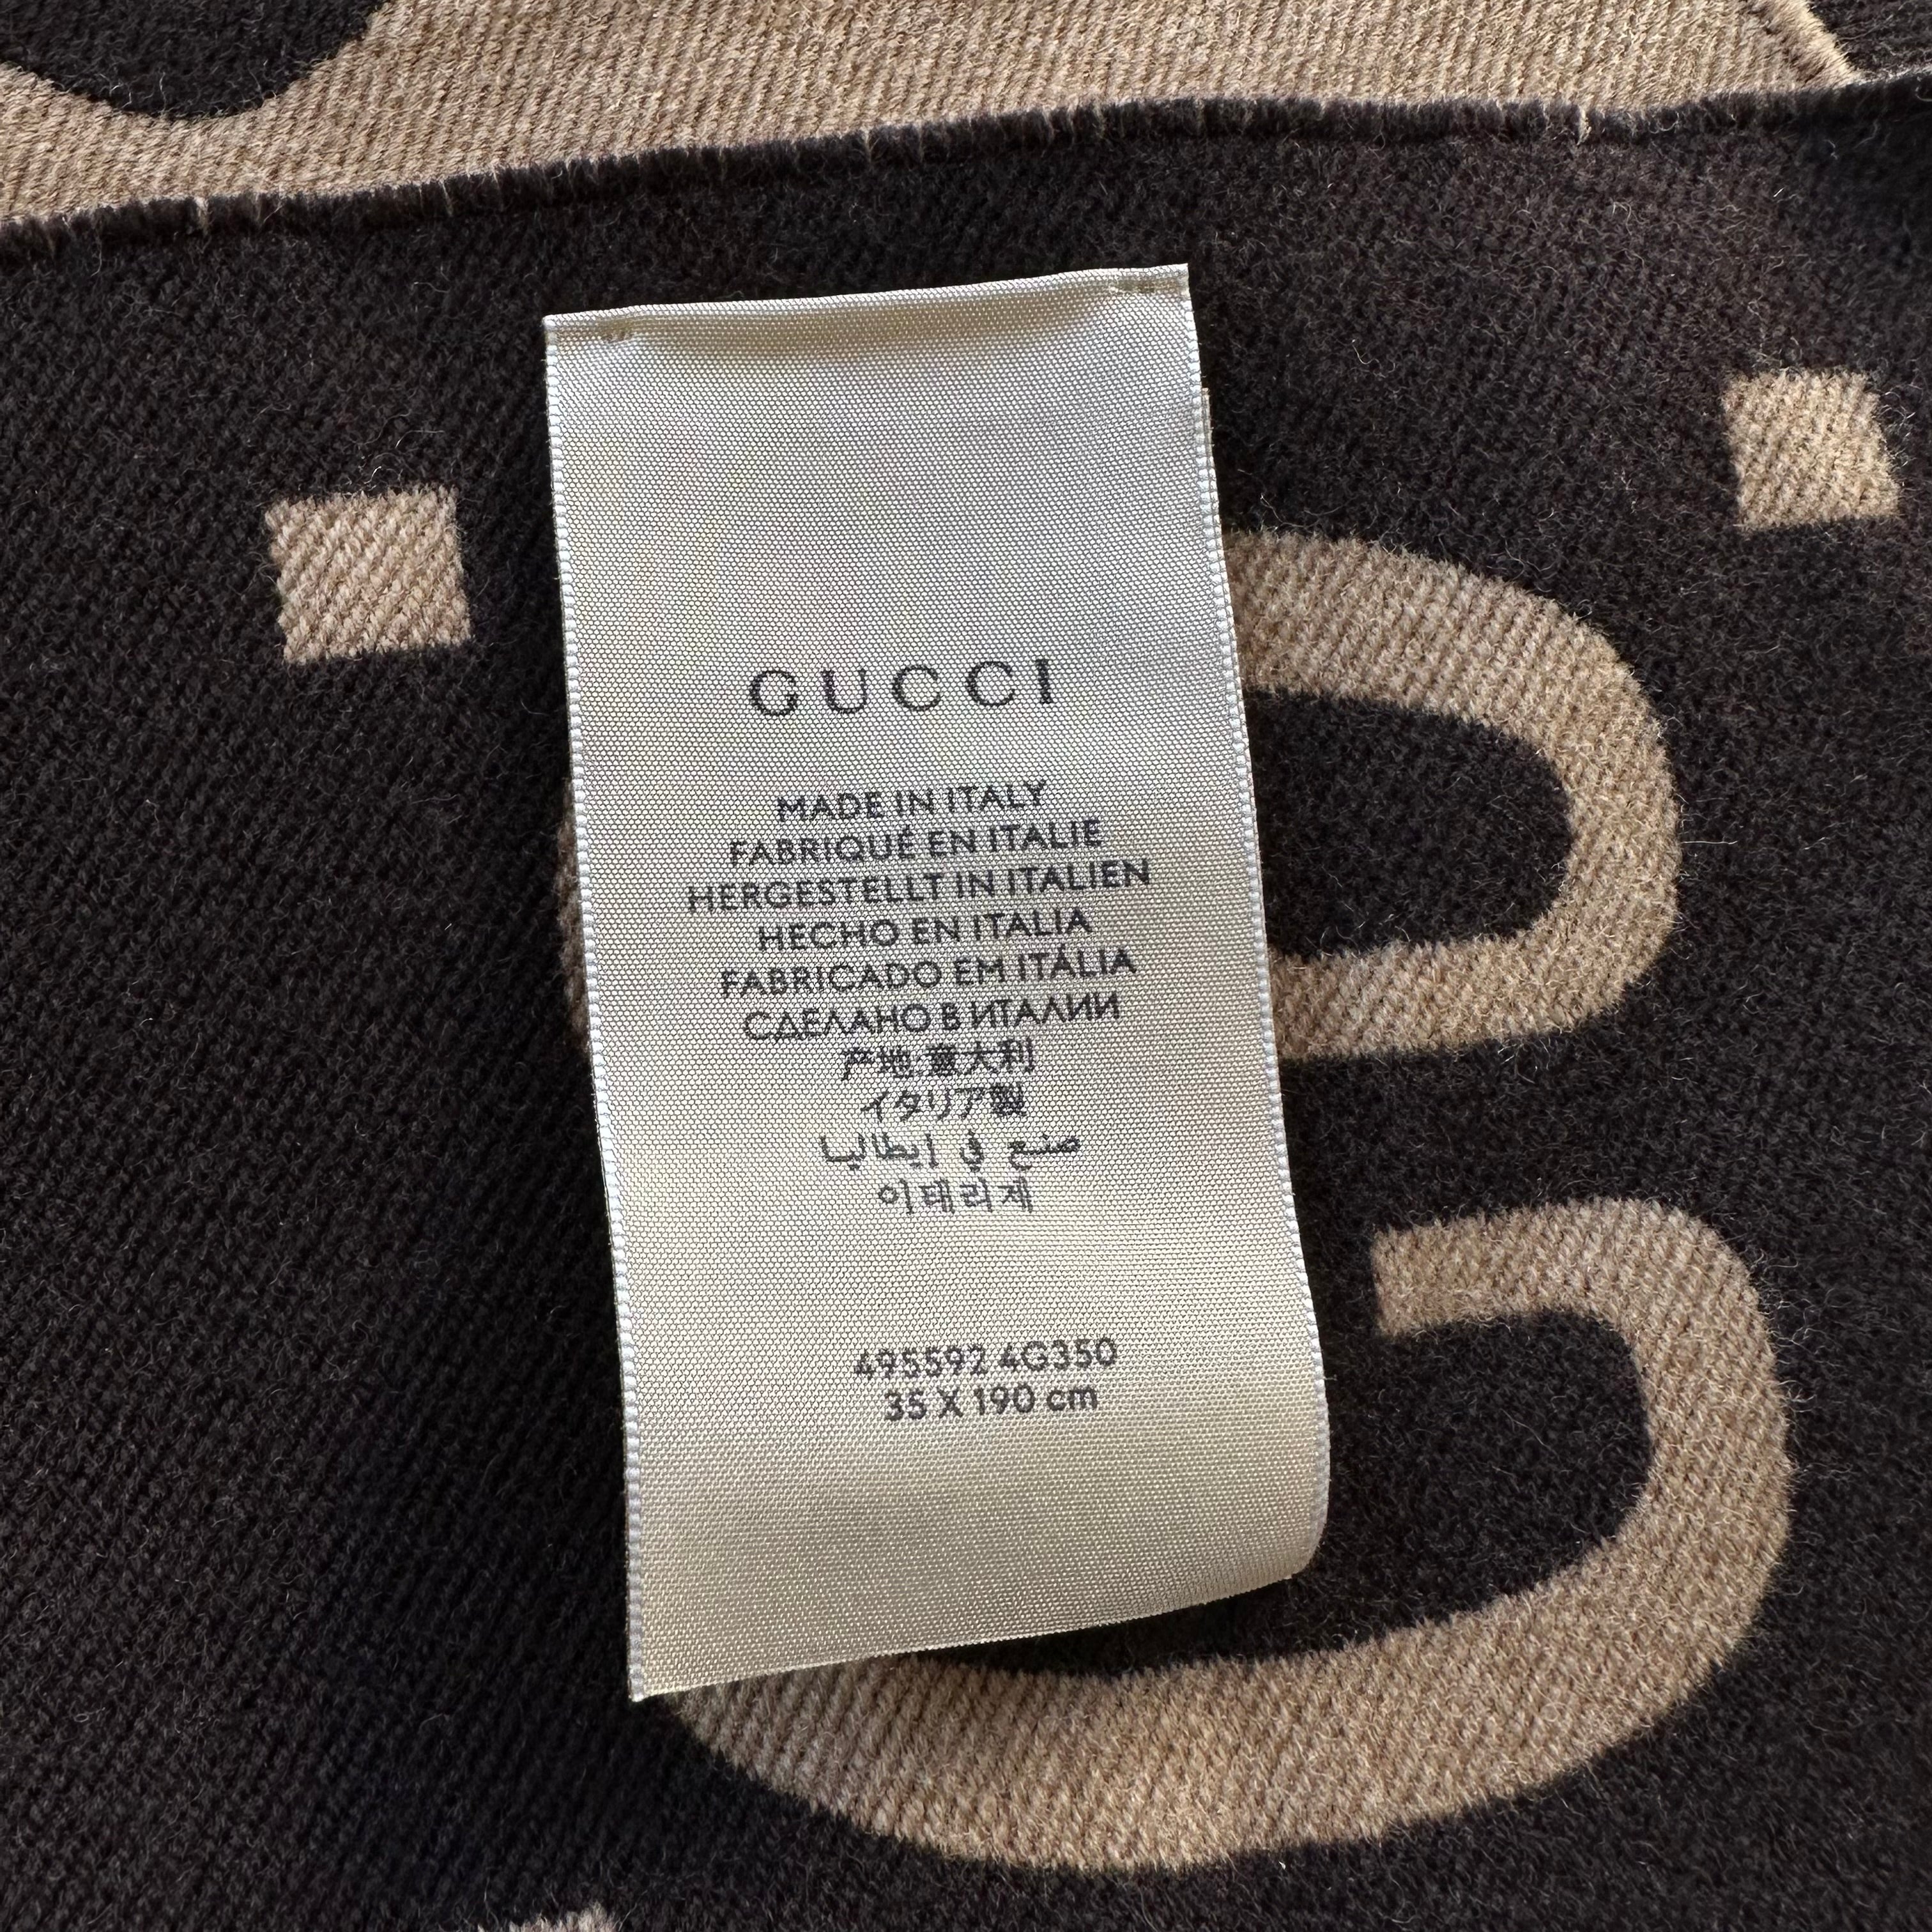 GUCCI
MADE IN ITALY
FABRIQUÉ EN ITALIE
HERGESTELLT IN ITALIEN
HECHO EN ITALIA
FABRICADO EM ITÁLIA
СДЕЛАНО В ИТАЛИИ
产地:意大利
イタリア製
صنع في إيطاليا
이태리제
495592 4G350
35 X 190 cm